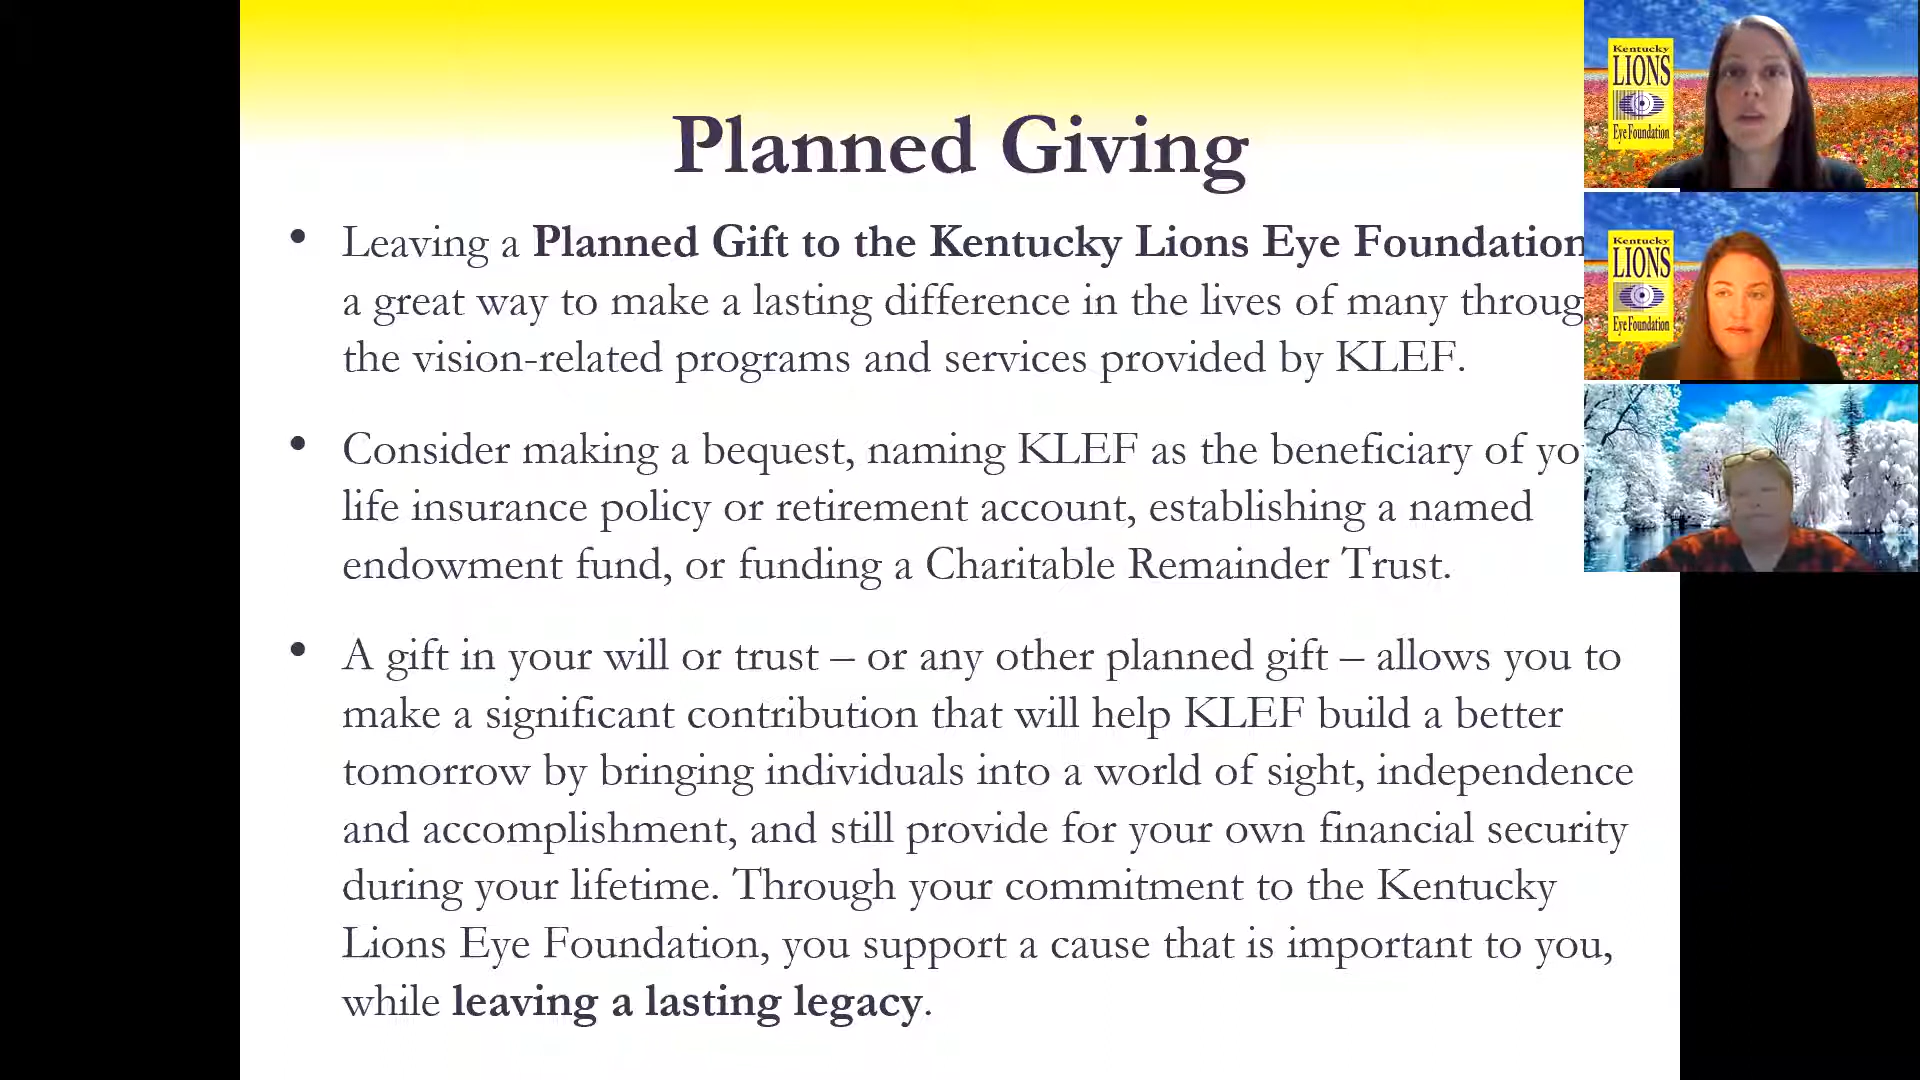 Planned Giving
• Leaving a Planned Gift to the Kentucky Lions Eye Foundation
a great way to make a lasting difference in the lives of many throug
the vision-related programs and services provided by KLEF.
• Consider making a bequest, naming KLEF as the beneficiary of yo
life insurance policy or retirement account, establishing a named
endowment fund, or funding a Charitable Remainder Trust.
• A gift in your will or trust – or any other planned gift – allows you to
make a significant contribution that will help KLEF build a better
tomorrow by bringing individuals into a world of sight, independence
and accomplishment, and still provide for your own financial security
during your lifetime. Through your commitment to the Kentucky
Lions Eye Foundation, you support a cause that is important to you,
while leaving a lasting legacy.
Kentucky
LIONS
Eye Foundation
Kentucky
LIONS
Eye Foundation